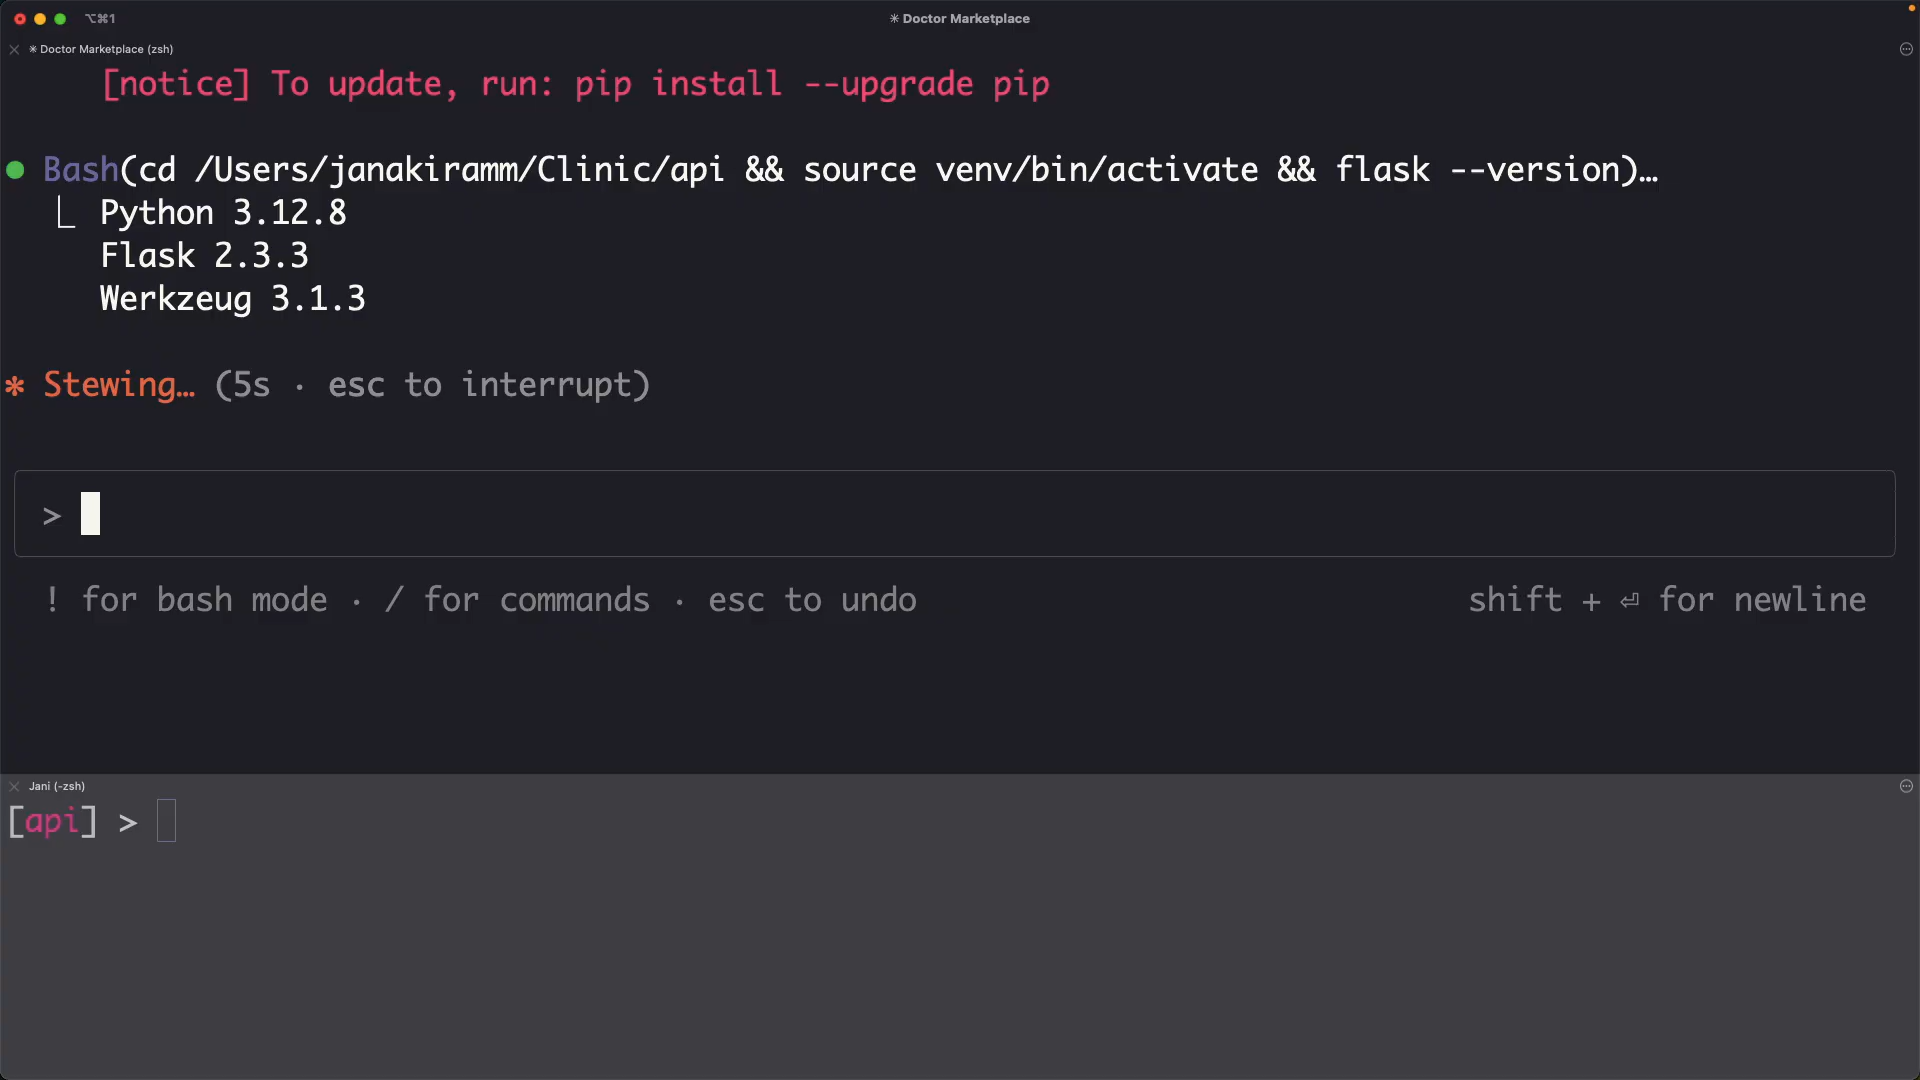 ⌥⌘1
✳ Doctor Marketplace
✳ Doctor Marketplace (zsh)
[notice] To update, run: pip install --upgrade pip
Bash(cd /Users/janakiramm/Clinic/api && source venv/bin/activate && flask --version)…
Python 3.12.8
Flask 2.3.3
Werkzeug 3.1.3
✻ Stewing… (5s · esc to interrupt)
>
! for bash mode · / for commands · esc to undo
shift + ⏎ for newline
Jani (-zsh)
[api] >